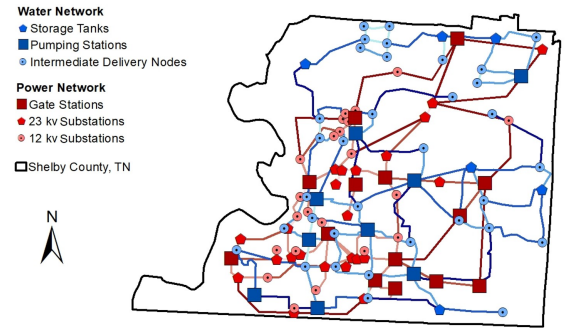 Water Network
Storage Tanks
Pumping Stations
Intermediate Delivery Nodes
Power Network
Gate Stations
23 kv Substations
12 kv Substations
Shelby County, TN
N